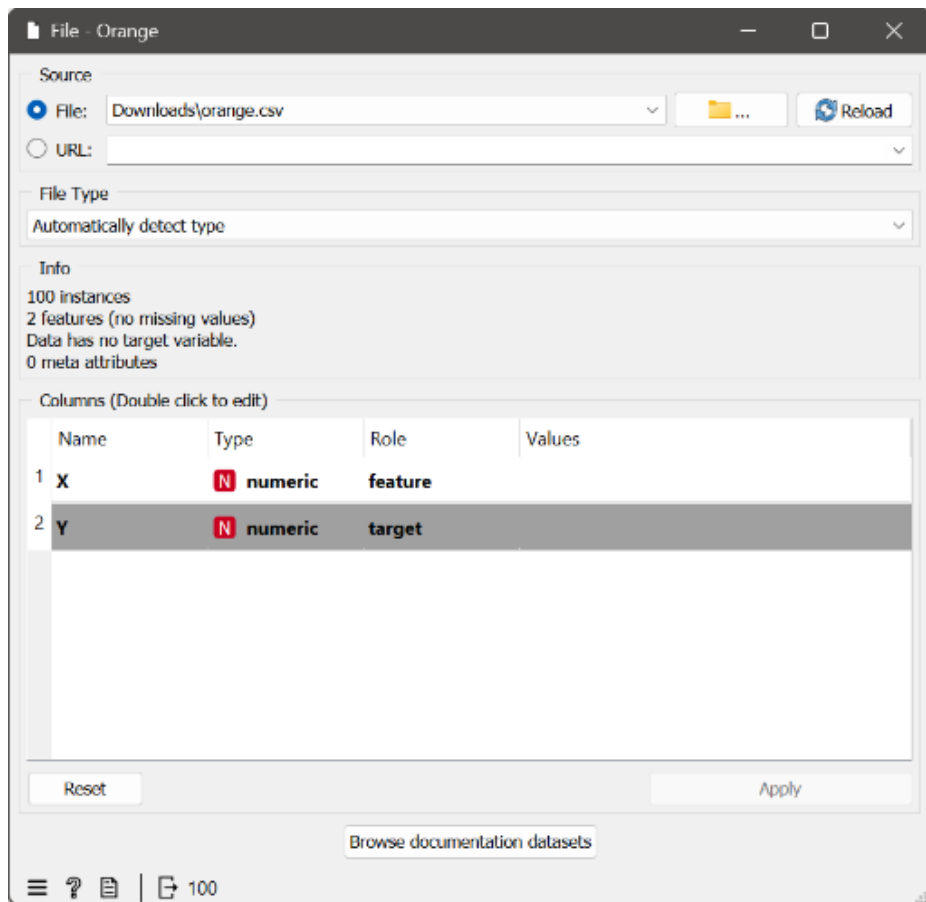 File - Orange
Source
File: Downloads\orange.csv ... Reload
URL:
File Type
Automatically detect type
Info
100 instances
2 features (no missing values)
Data has no target variable.
0 meta attributes
Columns (Double click to edit)
Name Type Role Values
1 X N numeric feature
2 Y N numeric target
Reset Apply
Browse documentation datasets
? 100